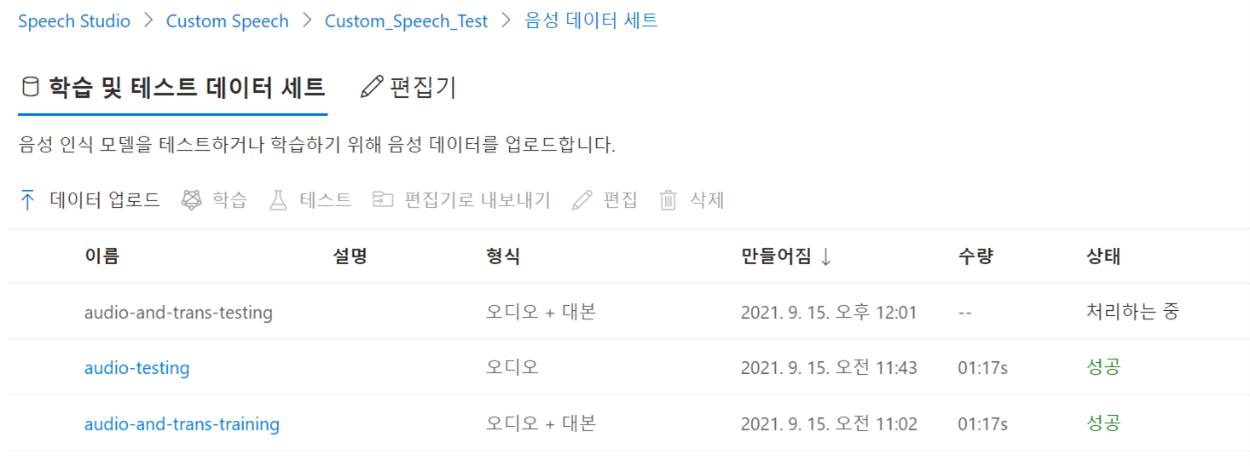 Speech Studio > Custom Speech > Custom_Speech_Test > 음성 데이터 세트
학습 및 테스트 데이터 세트 편집기
음성 인식 모델을 테스트하거나 학습하기 위해 음성 데이터를 업로드합니다.
데이터 업로드 학습 테스트 편집기로 내보내기 편집 삭제
이름 설명 형식 만들어짐 ↓ 수량 상태
audio-and-trans-testing 오디오 + 대본 2021. 9. 15. 오후 12:01 -- 처리하는 중
audio-testing 오디오 2021. 9. 15. 오전 11:43 01:17s 성공
audio-and-trans-training 오디오 + 대본 2021. 9. 15. 오전 11:02 01:17s 성공